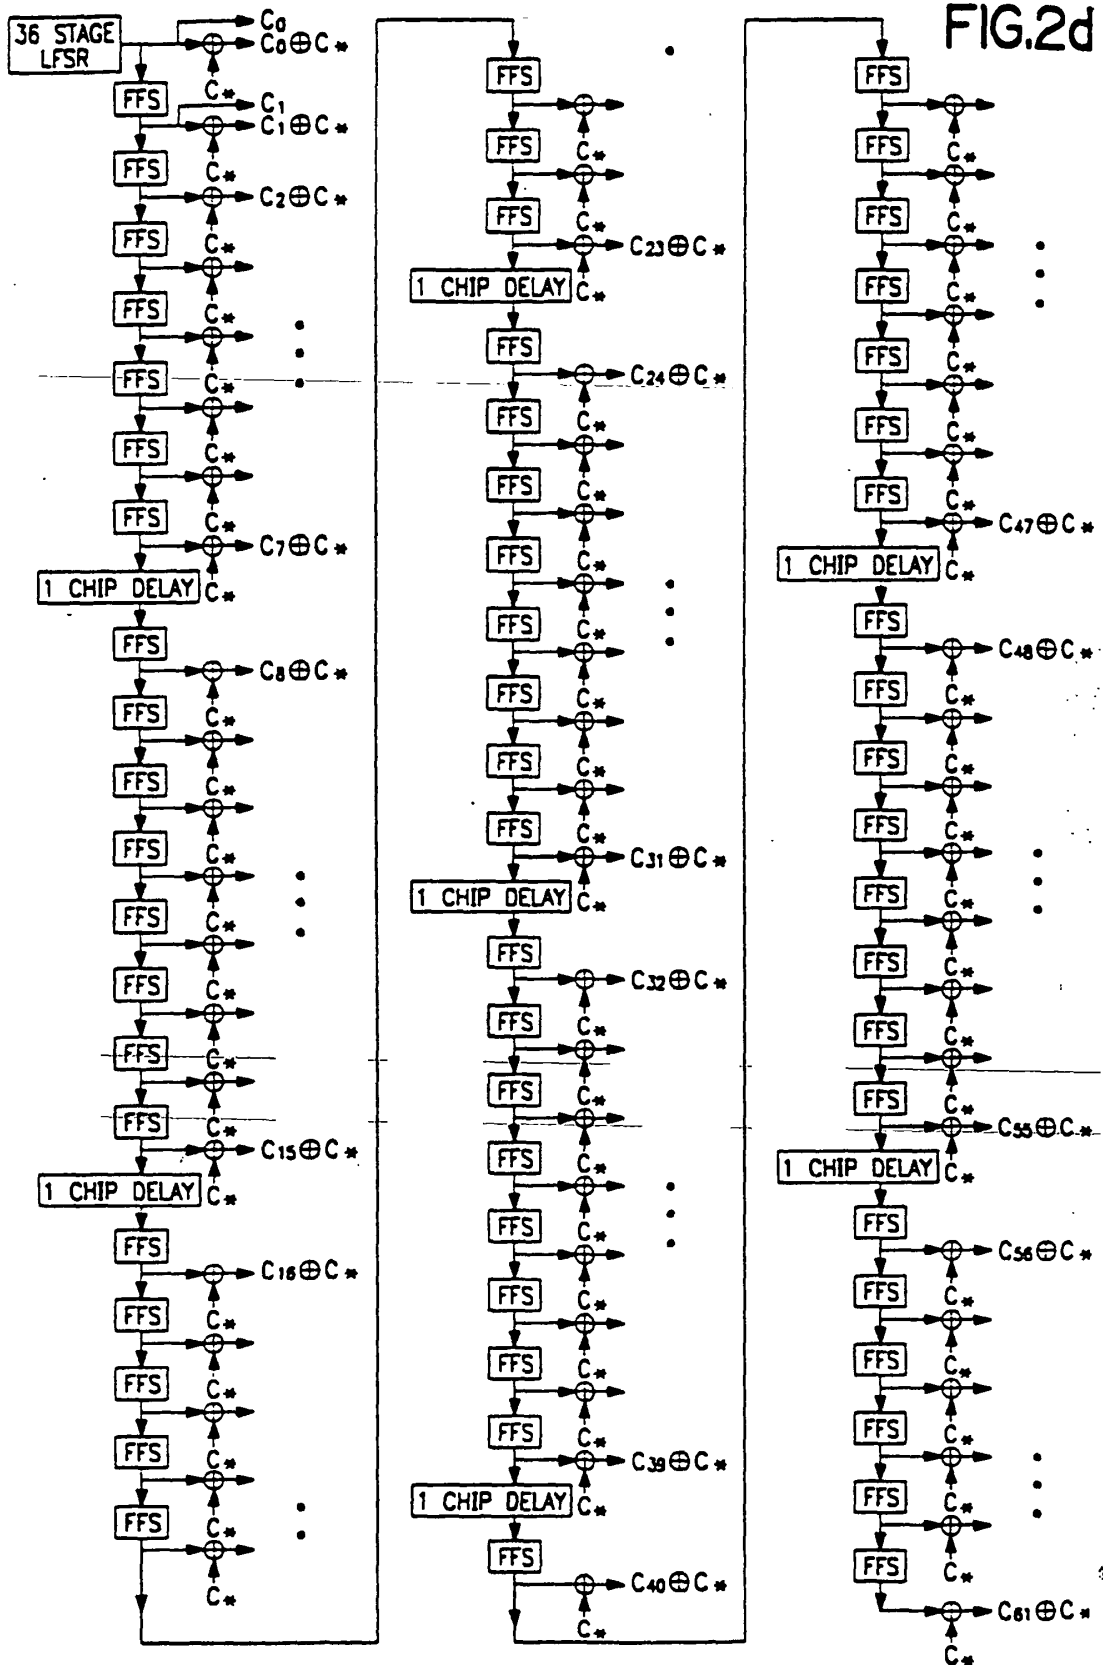 FIG.2d
36 STAGE
LFSR
C0
C0⊕C*
FFS C*
C1
C1⊕C*
FFS C*
C2⊕C*
FFS C*
FFS C*
FFS C*
FFS C*
FFS C*
C7⊕C*
1 CHIP DELAY C*
FFS
C8⊕C*
FFS C*
FFS C*
FFS C*
FFS C*
FFS C*
FFS C*
FFS C*
C15⊕C*
1 CHIP DELAY C*
FFS
C16⊕C*
FFS C*
FFS C*
FFS C*
FFS C*
C*
FFS
FFS C*
FFS C*
C23⊕C*
1 CHIP DELAY C*
FFS
C24⊕C*
FFS C*
FFS C*
FFS C*
FFS C*
FFS C*
FFS C*
FFS C*
C31⊕C*
1 CHIP DELAY C*
FFS
C32⊕C*
FFS C*
FFS C*
FFS C*
FFS C*
FFS C*
FFS C*
FFS C*
C39⊕C*
1 CHIP DELAY C*
FFS
C40⊕C*
C*
FFS
FFS C*
FFS C*
FFS C*
FFS C*
FFS C*
FFS C*
C47⊕C*
1 CHIP DELAY C*
FFS
C48⊕C*
FFS C*
FFS C*
FFS C*
FFS C*
FFS C*
FFS C*
FFS C*
C55⊕C*
1 CHIP DELAY C*
FFS
C56⊕C*
FFS C*
FFS C*
FFS C*
FFS C*
FFS C*
C61⊕C*
C*